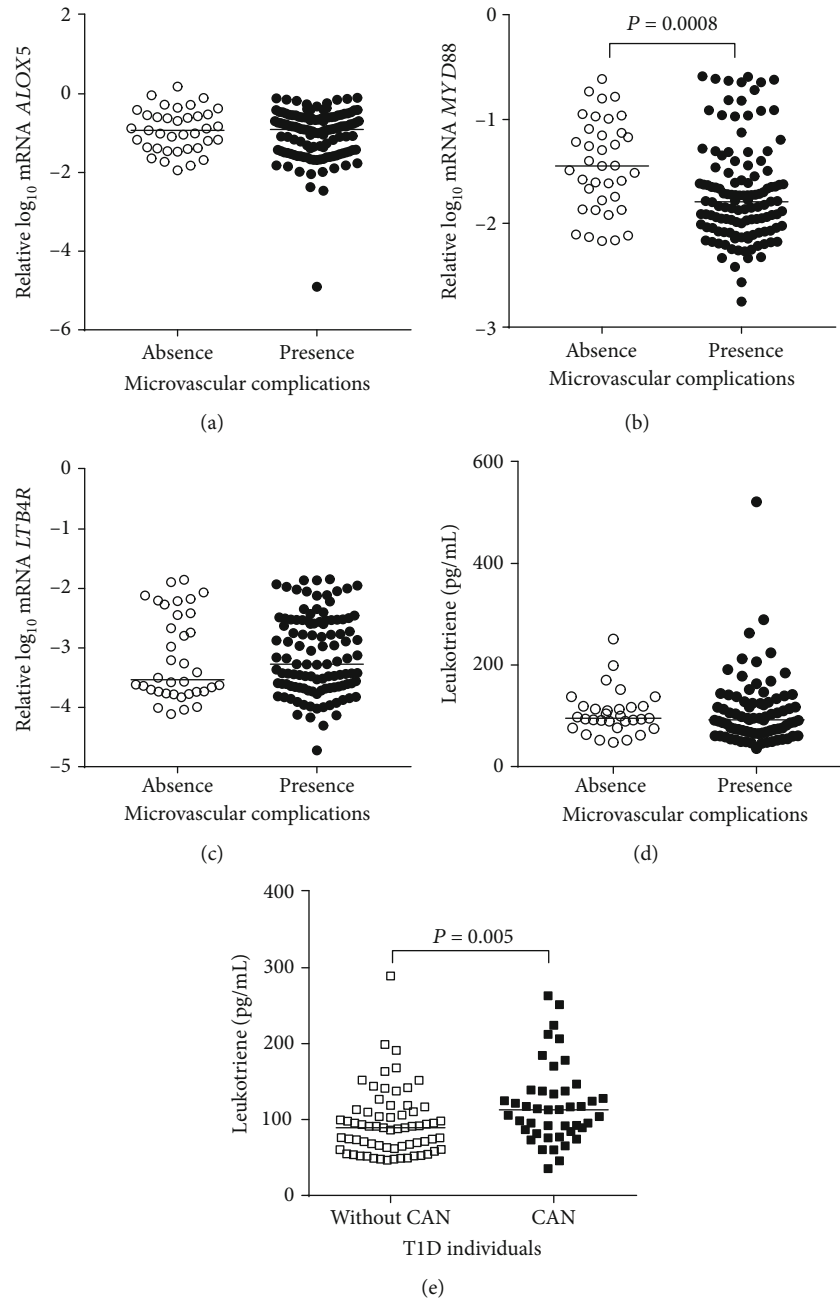 2
0
−2
−4
−6
Relative log10 mRNA ALOX5
Absence Presence
Microvascular complications
(a)
P = 0.0008
0
−1
−2
−3
Relative log10 mRNA MYD88
Absence Presence
Microvascular complications
(b)
0
−1
−2
−3
−4
−5
Relative log10 mRNA LTB4R
Absence Presence
Microvascular complications
(c)
600
400
200
0
Leukotriene (pg/mL)
Absence Presence
Microvascular complications
(d)
400
300
200
100
0
P = 0.005
Leukotriene (pg/mL)
Without CAN CAN
T1D individuals
(e)